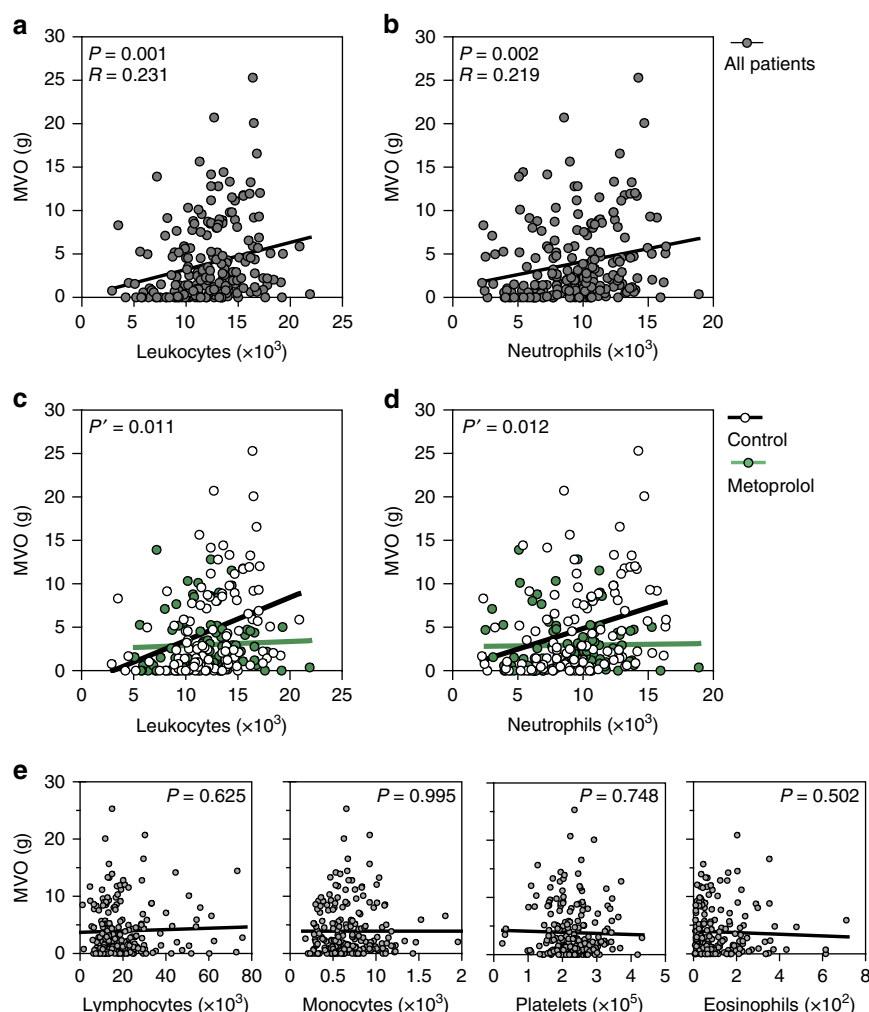 a
P = 0.001
R = 0.231
30
25
20
15
10
5
0
MVO (g)
0 5 10 15 20 25
Leukocytes (×10³)
b
P = 0.002
R = 0.219
30
25
20
15
10
5
0
MVO (g)
0 5 10 15 20
Neutrophils (×10³)
All patients
c
P′ = 0.011
30
25
20
15
10
5
0
MVO (g)
0 5 10 15 20 25
Leukocytes (×10³)
d
P′ = 0.012
30
25
20
15
10
5
0
MVO (g)
0 5 10 15 20
Neutrophils (×10³)
Control
Metoprolol
e
30
20
10
0
MVO (g)
P = 0.625
0 20 40 60 80
Lymphocytes (×10³)
P = 0.995
0 0.5 1.0 1.5 2
Monocytes (×10³)
P = 0.748
0 1 2 3 4 5
Platelets (×10⁵)
P = 0.502
0 2 4 6 8
Eosinophils (×10²)